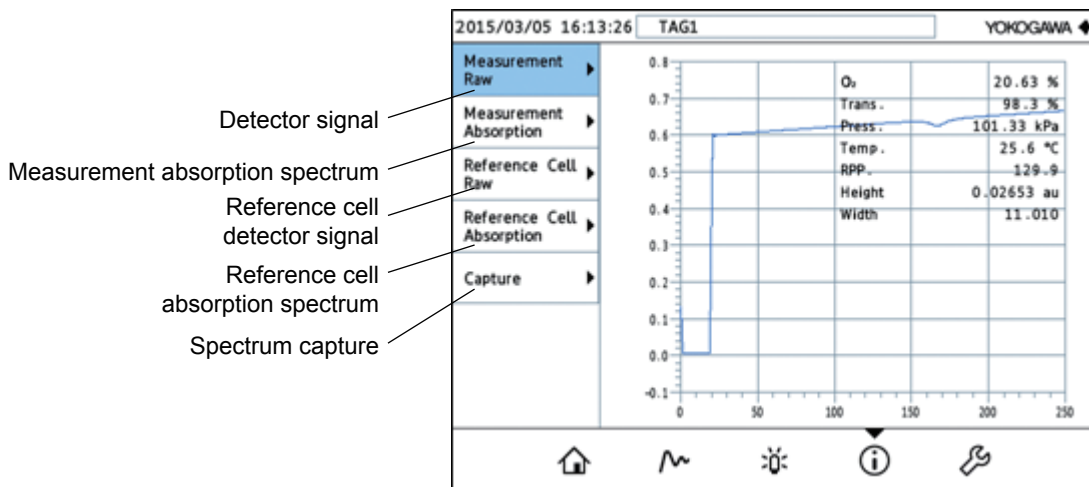 2015/03/05 16:13:26 TAG1 YOKOGAWA
Measurement
Raw
Measurement
Absorption
Reference Cell
Raw
Reference Cell
Absorption
Capture
Detector signal
Measurement absorption spectrum
Reference cell
detector signal
Reference cell
absorption spectrum
Spectrum capture
0.8
0.7
0.6
0.5
0.4
0.3
0.2
0.1
0.0
-0.1
0 50 100 150 200 250
O₂ 20.63 %
Trans. 98.3 %
Press. 101.33 kPa
Temp. 25.6 °C
RPP. 129.9
Height 0.02653 au
Width 11.010